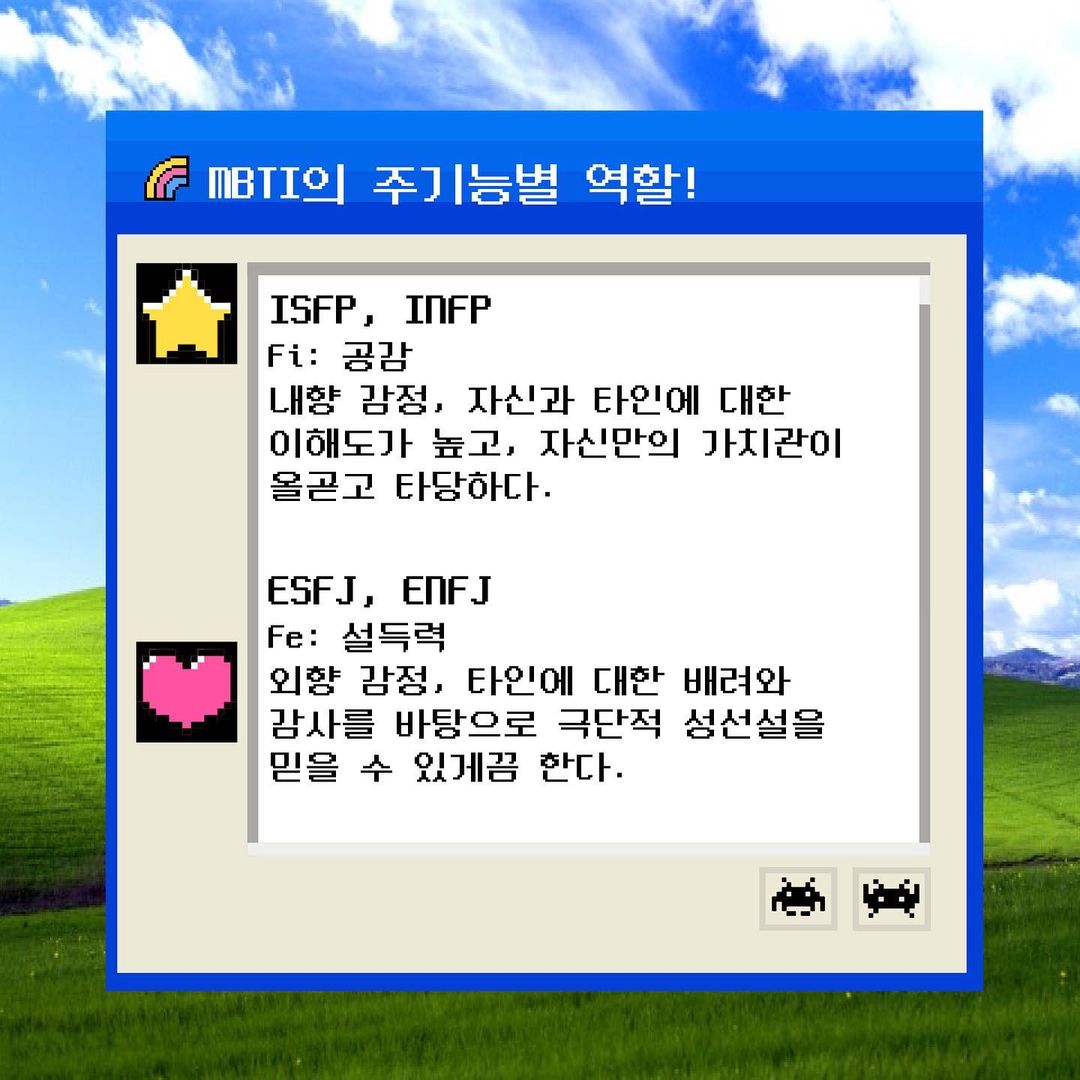 MBTI의 주기능별 역할!
ISFP, INFP
Fi: 공감
내향 감정, 자신과 타인에 대한
이해도가 높고, 자신만의 가치관이
올곧고 타당하다.
ESFJ, ENFJ
Fe: 설득력
외향 감정, 타인에 대한 배려와
감사를 바탕으로 극단적 성선설을
믿을 수 있게끔 한다.